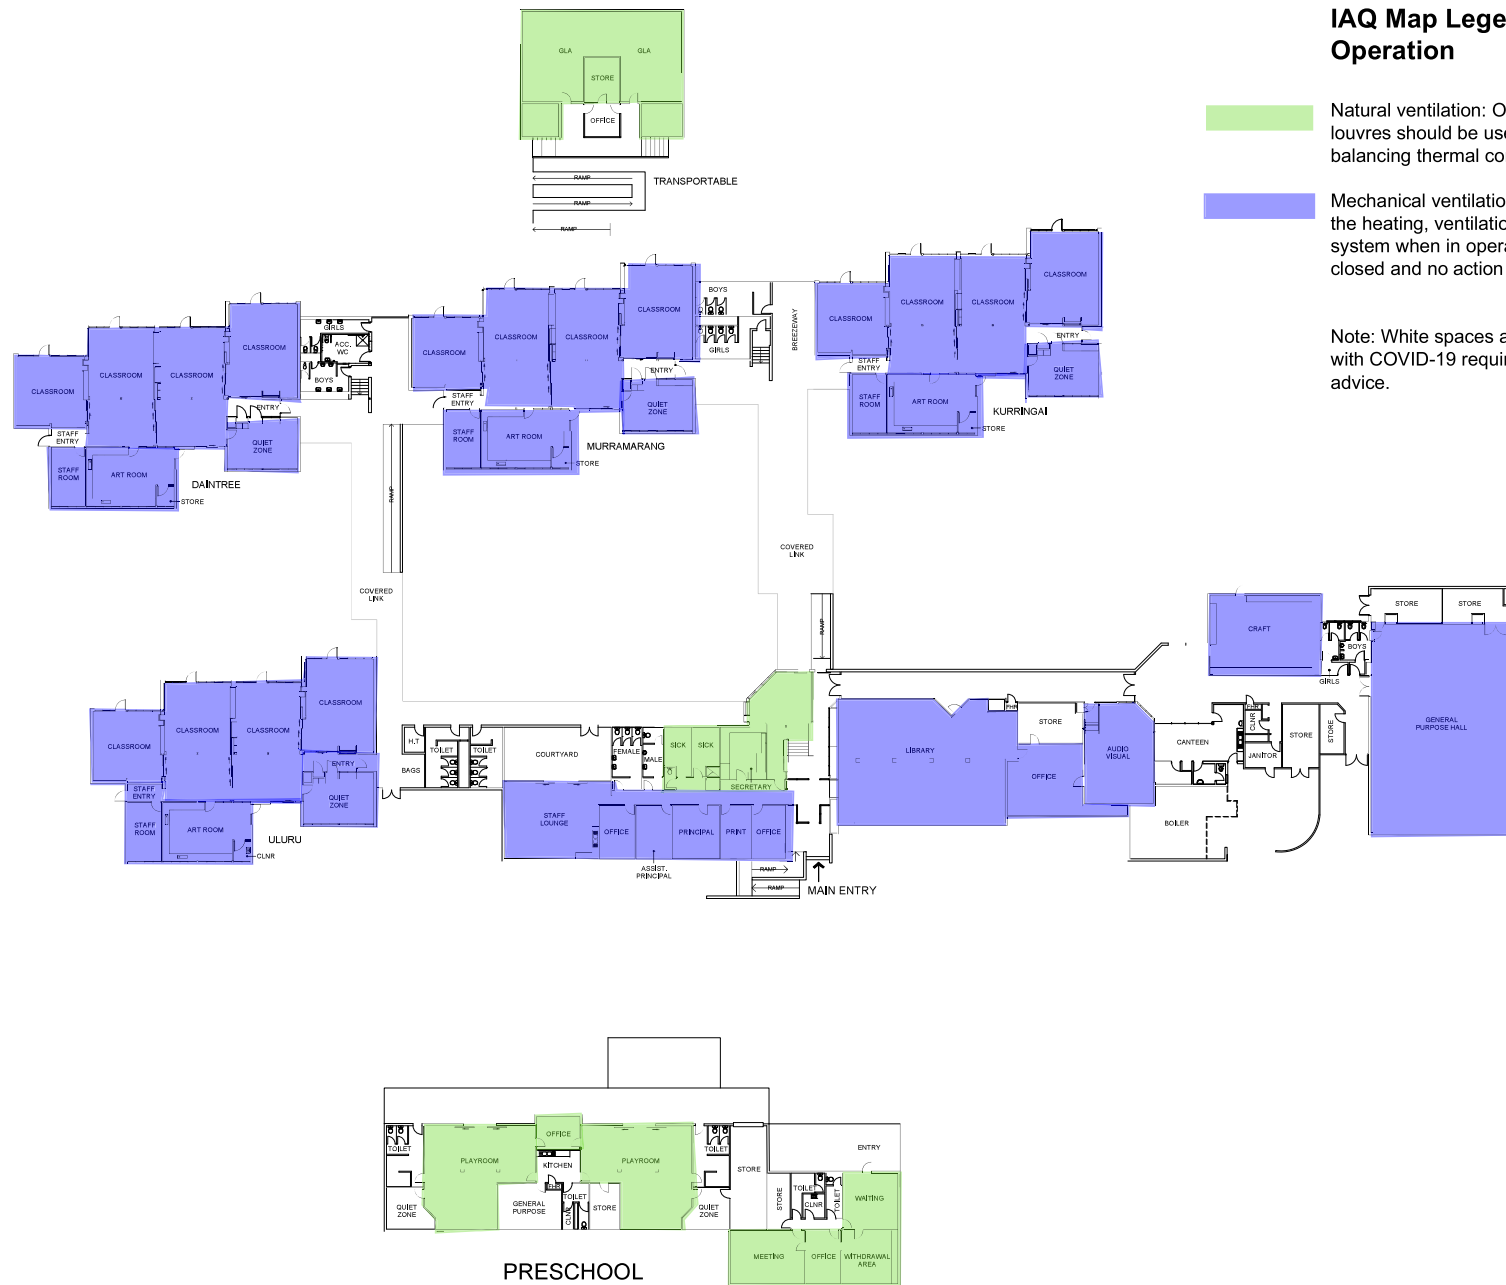 IAQ Map Lege
Operation
Natural ventilation: O
louvres should be use
balancing thermal co
Mechanical ventilatio
the heating, ventilatio
system when in opera
closed and no action
Note: White spaces a
with COVID-19 requir
advice.
GLA
GLA
STORE
OFFICE
RAMP
RAMP
RAMP
TRANSPORTABLE
CLASSROOM
CLASSROOM
CLASSROOM
CLASSROOM
GIRLS
ACC.
WC
BOYS
ENTRY
STAFF
ENTRY
QUIET
ZONE
STAFF
ROOM
ART ROOM
STORE
DAINTREE
CLASSROOM
CLASSROOM
CLASSROOM
CLASSROOM
BOYS
GIRLS
BREEZEWAY
ENTRY
STAFF
ENTRY
QUIET
ZONE
STAFF
ROOM
ART ROOM
STORE
MURRAMARANG
CLASSROOM
CLASSROOM
CLASSROOM
CLASSROOM
ENTRY
STAFF
ENTRY
QUIET
ZONE
STAFF
ROOM
ART ROOM
STORE
KURRINGAI
RAMP
COVERED
LINK
COVERED
LINK
RAMP
CLASSROOM
CLASSROOM
CLASSROOM
CLASSROOM
ENTRY
STAFF
ENTRY
QUIET
ZONE
STAFF
ROOM
ART ROOM
CLNR
ULURU
H.T
BAGS
TOILET
TOILET
COURTYARD
FEMALE
MALE
SICK
SICK
SECRETARY
STAFF
LOUNGE
OFFICE
PRINCIPAL
PRINT
OFFICE
ASSIST.
PRINCIPAL
RAMP
RAMP
MAIN ENTRY
LIBRARY
FHR
STORE
OFFICE
AUDIO
VISUAL
CANTEEN
BOILER
FHR
CLNR
JANITOR
STORE
STORE
CRAFT
BOYS
GIRLS
STORE
STORE
GENERAL
PURPOSE HALL
TOILET
PLAYROOM
OFFICE
KITCHEN
PLAYROOM
TOILET
QUIET
ZONE
GENERAL
PURPOSE
FHR
CLNR
TOILET
STORE
QUIET
ZONE
STORE
STORE
TOILET
CLNR
TOILET
ENTRY
WAITING
MEETING
OFFICE
WITHDRAWAL
AREA
PRESCHOOL